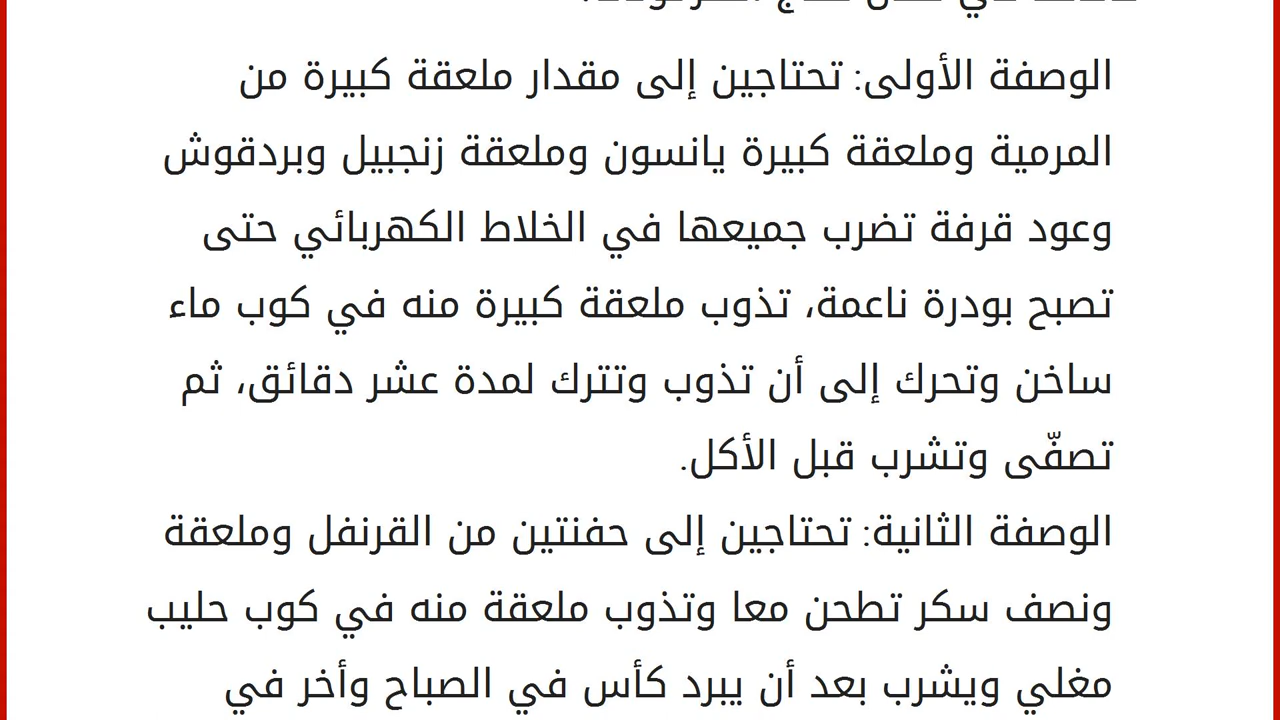 الوصفة الأولى: تحتاجين إلى مقدار ملعقة كبيرة من
المرمية وملعقة كبيرة يانسون وملعقة زنجبيل وبردقوش
وعود قرفة تضرب جميعها في الخلاط الكهربائي حتى
تصبح بودرة ناعمة، تذوب ملعقة كبيرة منه في كوب ماء
ساخن وتحرك إلى أن تذوب وتترك لمدة عشر دقائق، ثم
تصفّى وتشرب قبل الأكل.
الوصفة الثانية: تحتاجين إلى حفنتين من القرنفل وملعقة
ونصف سكر تطحن معا وتذوب ملعقة منه في كوب حليب
مغلي ويشرب بعد أن يبرد كأس في الصباح وأخر في